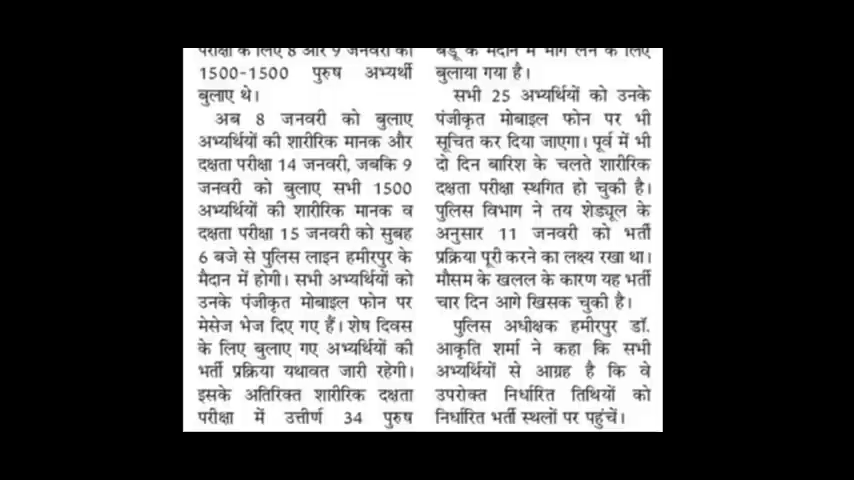 परीक्षा के लिए 8 और 9 जनवरी को
1500-1500 पुरुष अभ्यर्थी
बुलाए थे।
अब 8 जनवरी को बुलाए
अभ्यर्थियों की शारीरिक मानक और
दक्षता परीक्षा 14 जनवरी, जबकि 9
जनवरी को बुलाए सभी 1500
अभ्यर्थियों की शारीरिक मानक व
दक्षता परीक्षा 15 जनवरी को सुबह
6 बजे से पुलिस लाइन हमीरपुर के
मैदान में होगी। सभी अभ्यर्थियों को
उनके पंजीकृत मोबाइल फोन पर
मेसेज भेज दिए गए हैं। शेष दिवस
के लिए बुलाए गए अभ्यर्थियों की
भर्ती प्रक्रिया यथावत जारी रहेगी।
इसके अतिरिक्त शारीरिक दक्षता
परीक्षा में उत्तीर्ण 34 पुरुष
के मैदान में भाग लेने के लिए
बुलाया गया है।
सभी 25 अभ्यर्थियों को उनके
पंजीकृत मोबाइल फोन पर भी
सूचित कर दिया जाएगा। पूर्व में भी
दो दिन बारिश के चलते शारीरिक
दक्षता परीक्षा स्थगित हो चुकी है।
पुलिस विभाग ने तय शेड्यूल के
अनुसार 11 जनवरी को भर्ती
प्रक्रिया पूरी करने का लक्ष्य रखा था।
मौसम के खलल के कारण यह भर्ती
चार दिन आगे खिसक चुकी है।
पुलिस अधीक्षक हमीरपुर डॉ.
आकृति शर्मा ने कहा कि सभी
अभ्यर्थियों से आग्रह है कि वे
उपरोक्त निर्धारित तिथियों को
निर्धारित भर्ती स्थलों पर पहुंचें।